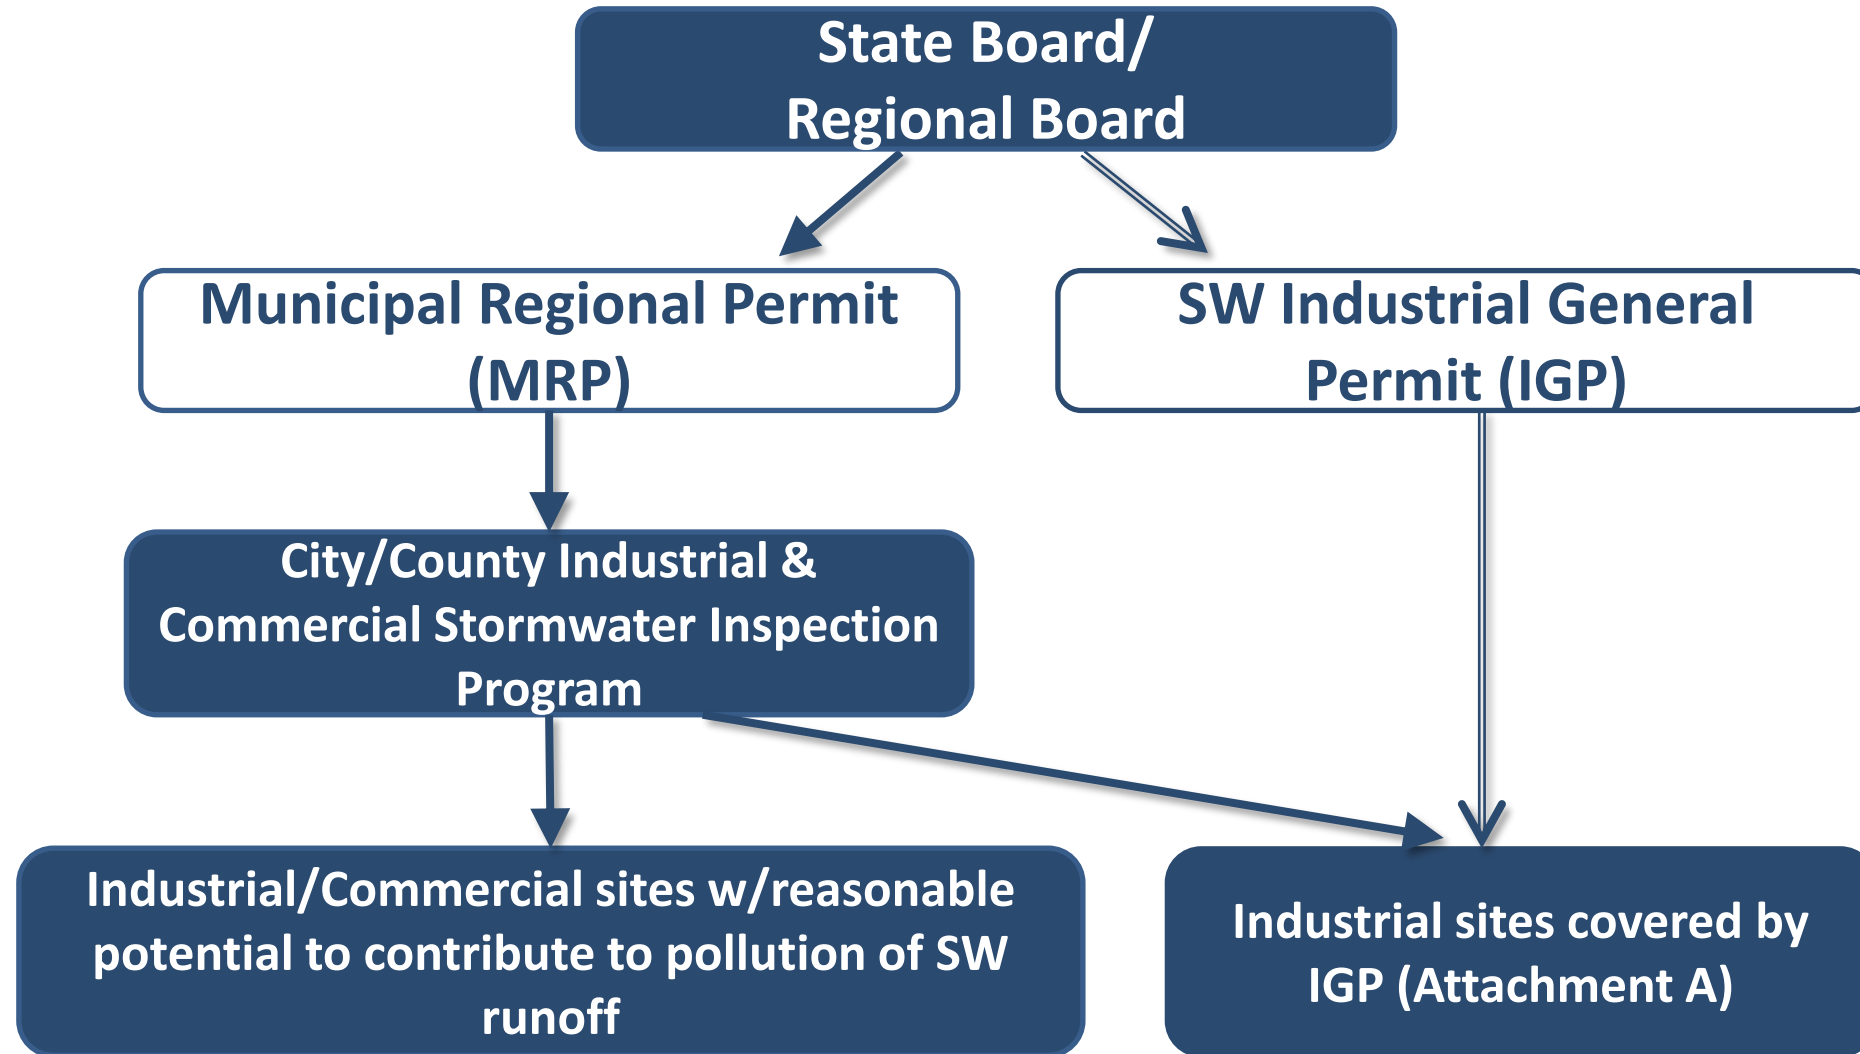 State Board/
Regional Board
Municipal Regional Permit
(MRP)
SW Industrial General
Permit (IGP)
City/County Industrial &
Commercial Stormwater Inspection
Program
Industrial/Commercial sites w/reasonable
potential to contribute to pollution of SW
runoff
Industrial sites covered by
IGP (Attachment A)